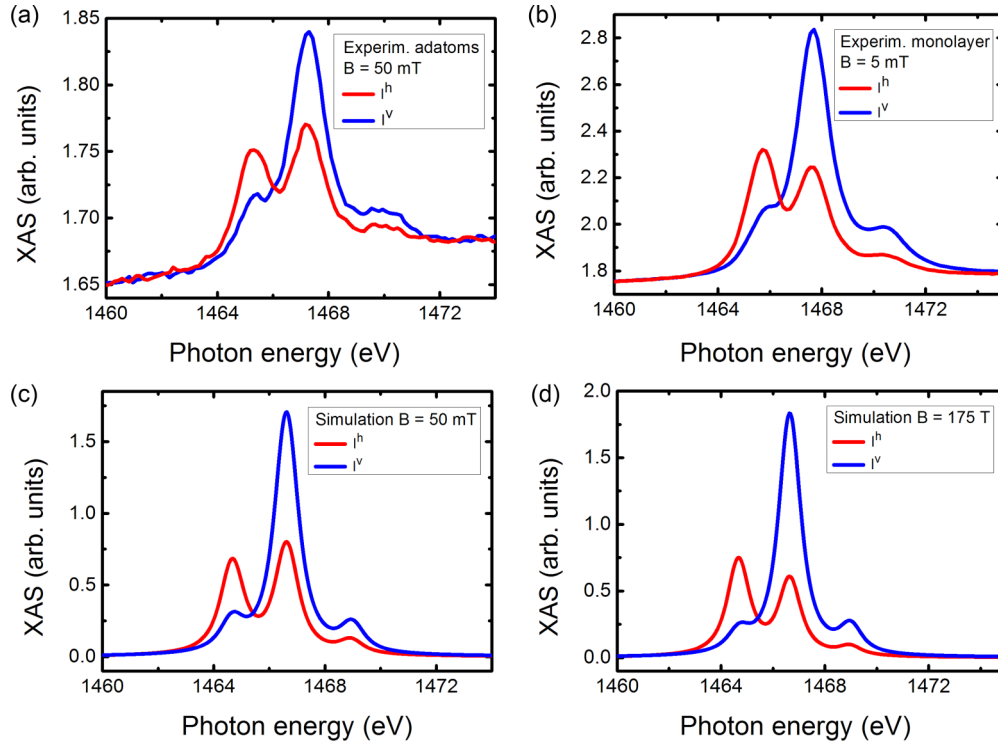 (a)
1.85
1.80
1.75
1.70
1.65
XAS (arb. units)
Experim. adatoms
B = 50 mT
I^h
I^v
1460 1464 1468 1472
Photon energy (eV)
(b)
2.8
2.6
2.4
2.2
2.0
1.8
XAS (arb. units)
Experim. monolayer
B = 5 mT
I^h
I^v
1460 1464 1468 1472
Photon energy (eV)
(c)
1.5
1.0
0.5
0.0
XAS (arb. units)
Simulation B = 50 mT
I^h
I^v
1460 1464 1468 1472
Photon energy (eV)
(d)
2.0
1.5
1.0
0.5
0.0
XAS (arb. units)
Simulation B = 175 T
I^h
I^v
1460 1464 1468 1472
Photon energy (eV)